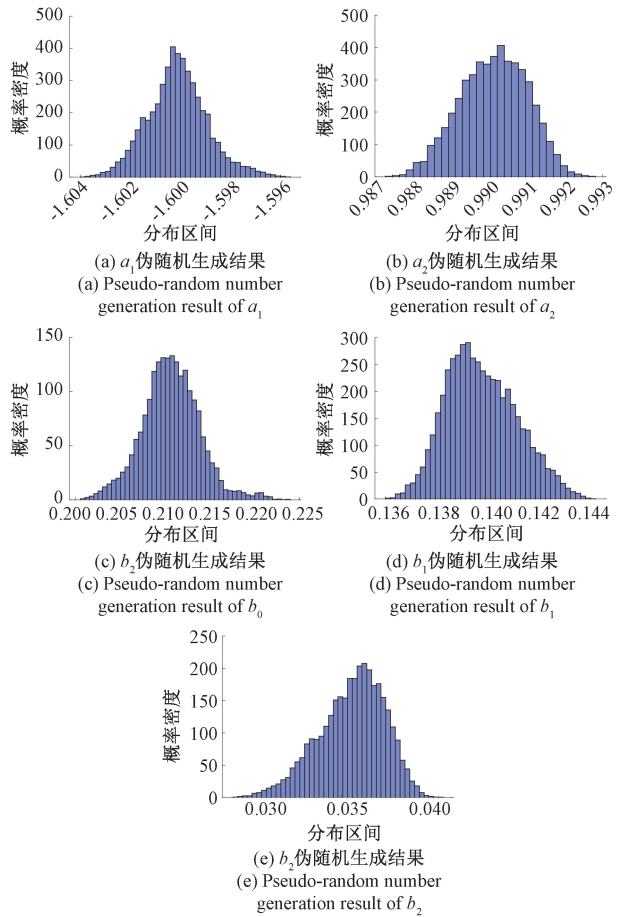 500
400
300
200
100
0
概率密度
-1.604
-1.602
-1.600
-1.598
-1.596
分布区间
(a) a1伪随机生成结果
(a) Pseudo-random number
generation result of a1
500
400
300
200
100
0
概率密度
0.987
0.988
0.989
0.990
0.991
0.992
0.993
分布区间
(b) a2伪随机生成结果
(b) Pseudo-random number
generation result of a2
150
100
50
0
概率密度
0.200 0.205 0.210 0.215 0.220 0.225
分布区间
(c) b2伪随机生成结果
(c) Pseudo-random number
generation result of b0
300
250
200
150
100
50
0
概率密度
0.136 0.138 0.140 0.142 0.144
分布区间
(d) b1伪随机生成结果
(d) Pseudo-random number
generation result of b1
250
200
150
100
50
0
概率密度
0.030 0.035 0.040
分布区间
(e) b2伪随机生成结果
(e) Pseudo-random number
generation result of b2